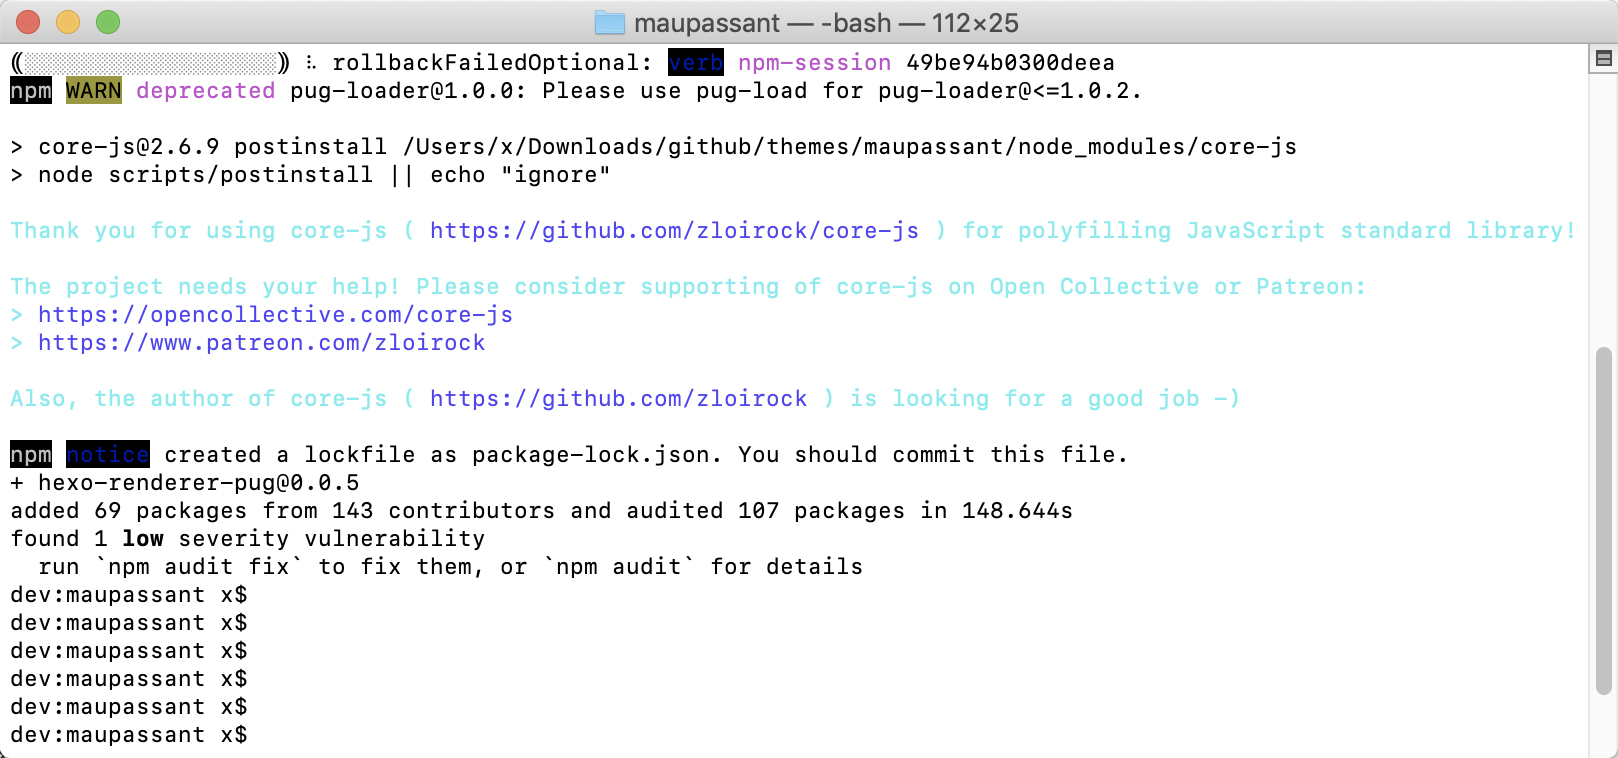 maupassant — -bash — 112×25
⸨░░░░░░░░░░░░░░░░░░⸩ ⠧ rollbackFailedOptional: verb npm-session 49be94b0300deea
npm WARN deprecated pug-loader@1.0.0: Please use pug-load for pug-loader@<=1.0.2.
> core-js@2.6.9 postinstall /Users/x/Downloads/github/themes/maupassant/node_modules/core-js
> node scripts/postinstall || echo "ignore"
Thank you for using core-js ( https://github.com/zloirock/core-js ) for polyfilling JavaScript standard library!
The project needs your help! Please consider supporting of core-js on Open Collective or Patreon:
> https://opencollective.com/core-js
> https://www.patreon.com/zloirock
Also, the author of core-js ( https://github.com/zloirock ) is looking for a good job -)
npm notice created a lockfile as package-lock.json. You should commit this file.
+ hexo-renderer-pug@0.0.5
added 69 packages from 143 contributors and audited 107 packages in 148.644s
found 1 low severity vulnerability
  run `npm audit fix` to fix them, or `npm audit` for details
dev:maupassant x$
dev:maupassant x$
dev:maupassant x$
dev:maupassant x$
dev:maupassant x$
dev:maupassant x$